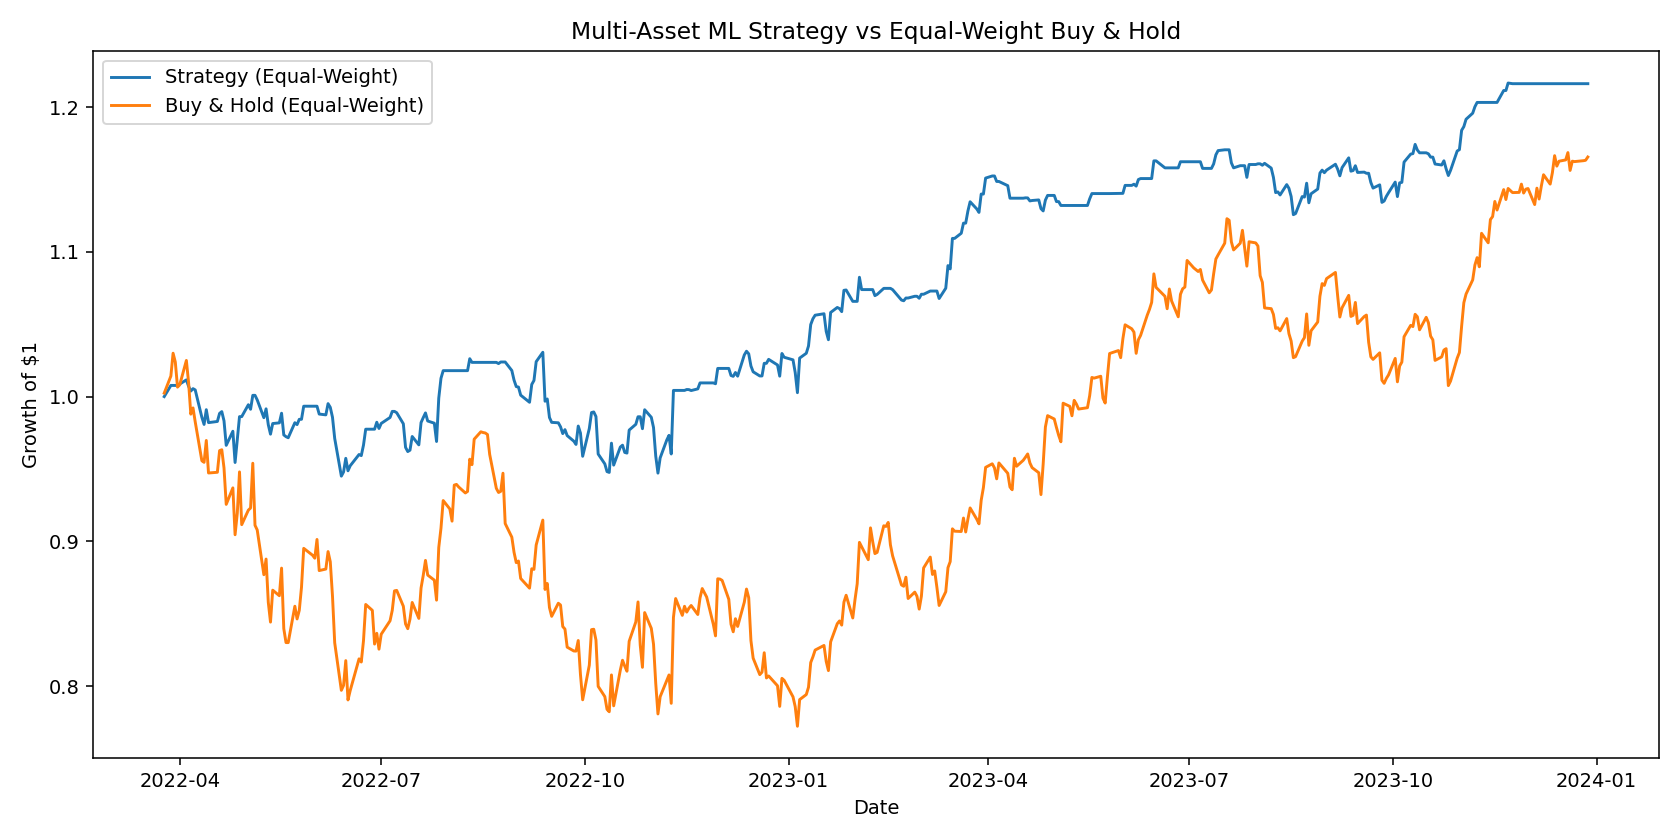 Multi-Asset ML Strategy vs Equal-Weight Buy & Hold
Strategy (Equal-Weight)
Buy & Hold (Equal-Weight)
Growth of $1
1.2
1.1
1.0
0.9
0.8
2022-04
2022-07
2022-10
2023-01
2023-04
2023-07
2023-10
2024-01
Date